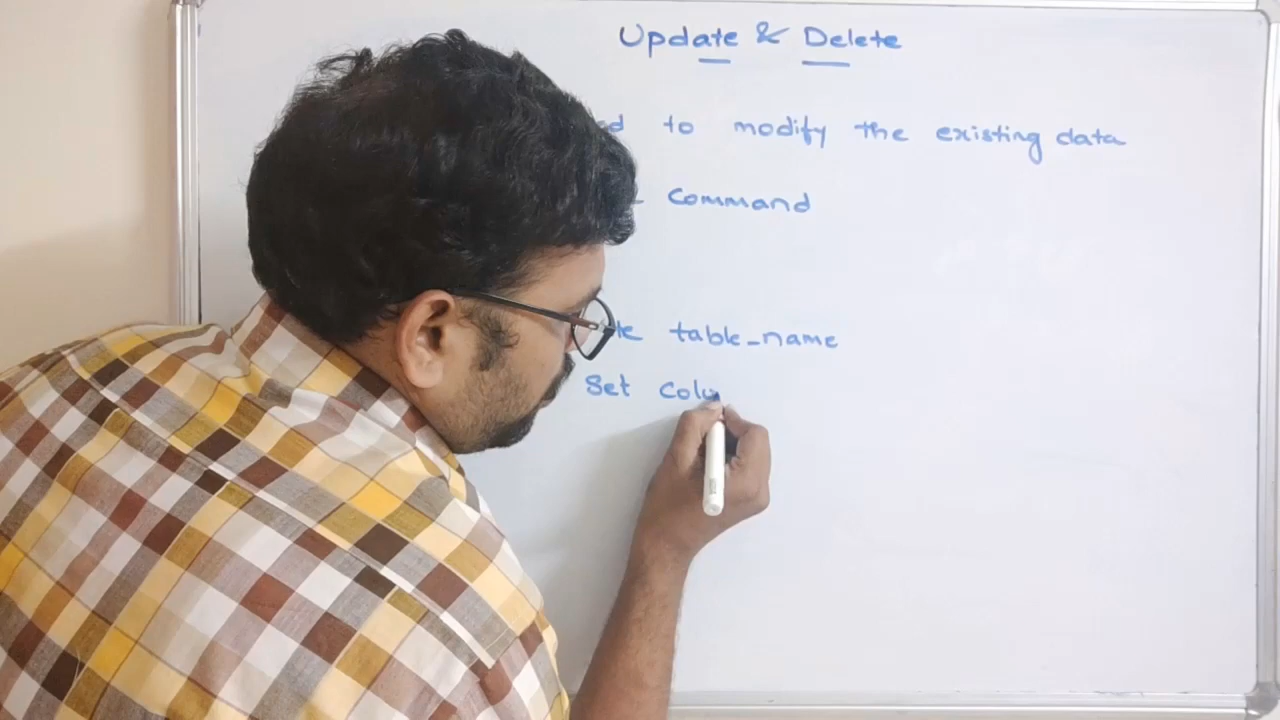 Update & Delete
to modify the existing data
Command
table_name
Set Colu